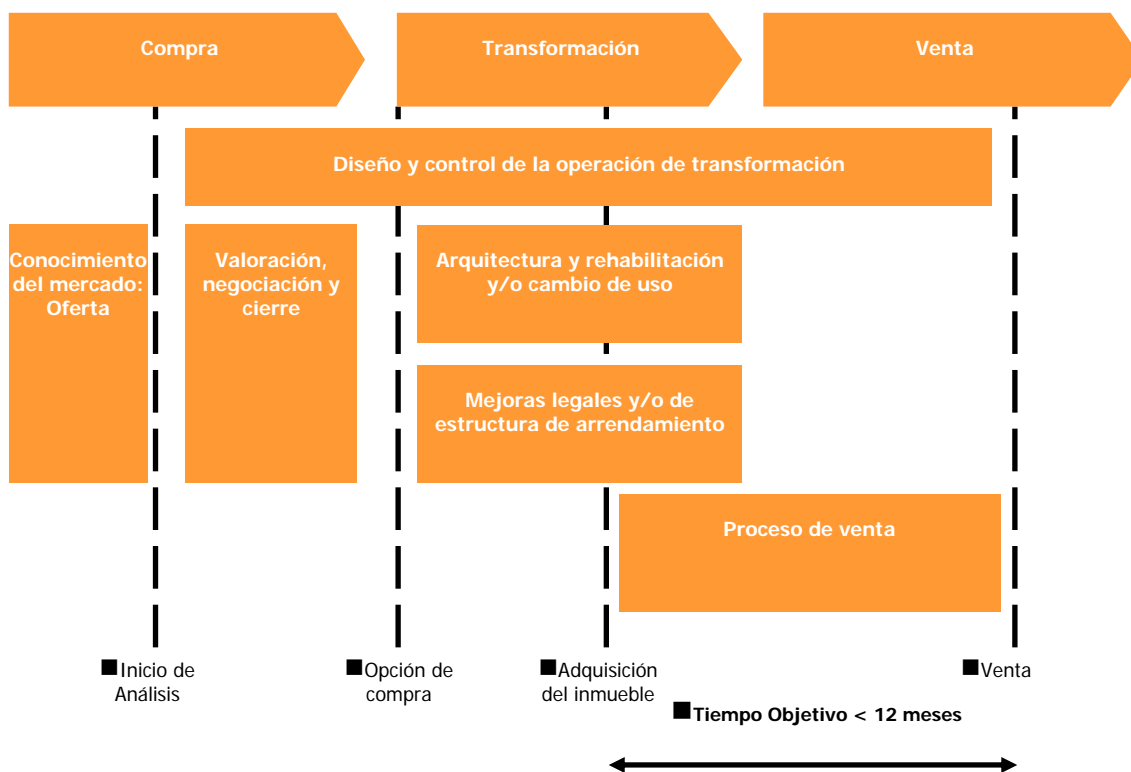 Compra
Transformación
Venta
Diseño y control de la operación de transformación
Conocimiento
del mercado:
Oferta
Valoración,
negociación y
cierre
Arquitectura y rehabilitación
y/o cambio de uso
Mejoras legales y/o de
estructura de arrendamiento
Proceso de venta
Inicio de
Análisis
Opción de
compra
Adquisición
del inmueble
Venta
Tiempo Objetivo < 12 meses